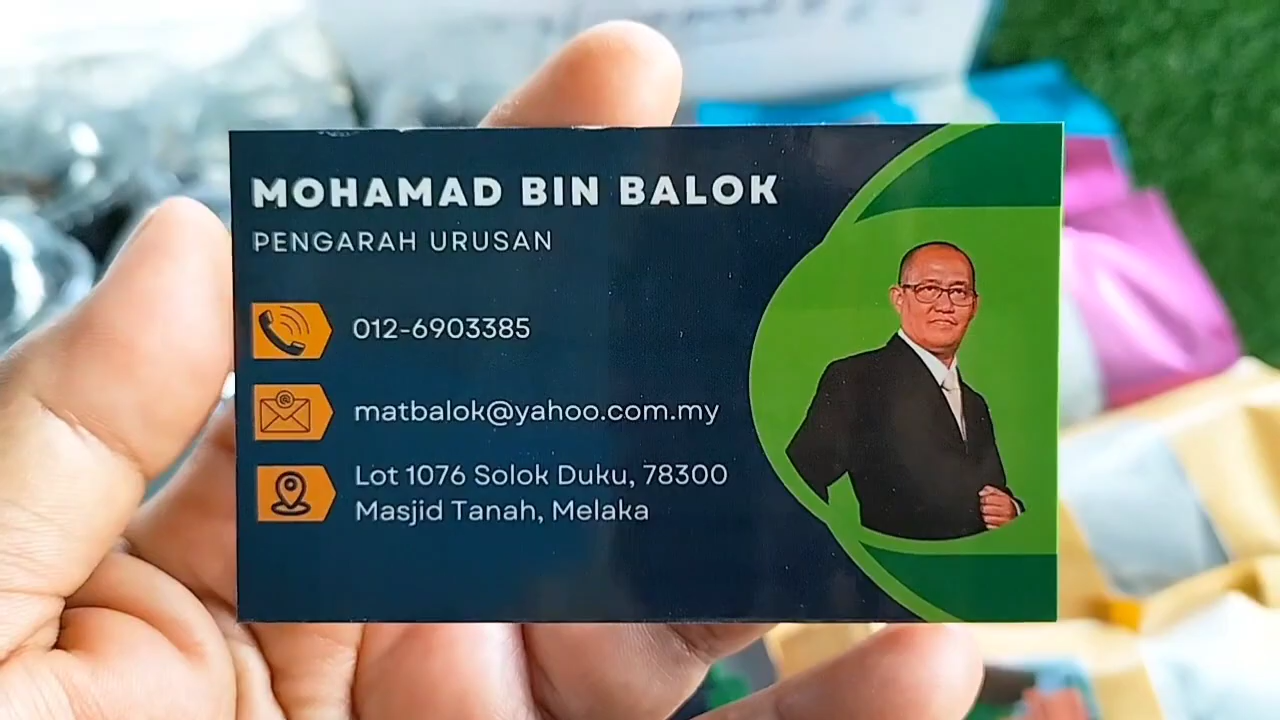 MOHAMAD BIN BALOK
PENGARAH URUSAN
012-6903385
matbalok@yahoo.com.my
Lot 1076 Solok Duku, 78300
Masjid Tanah, Melaka